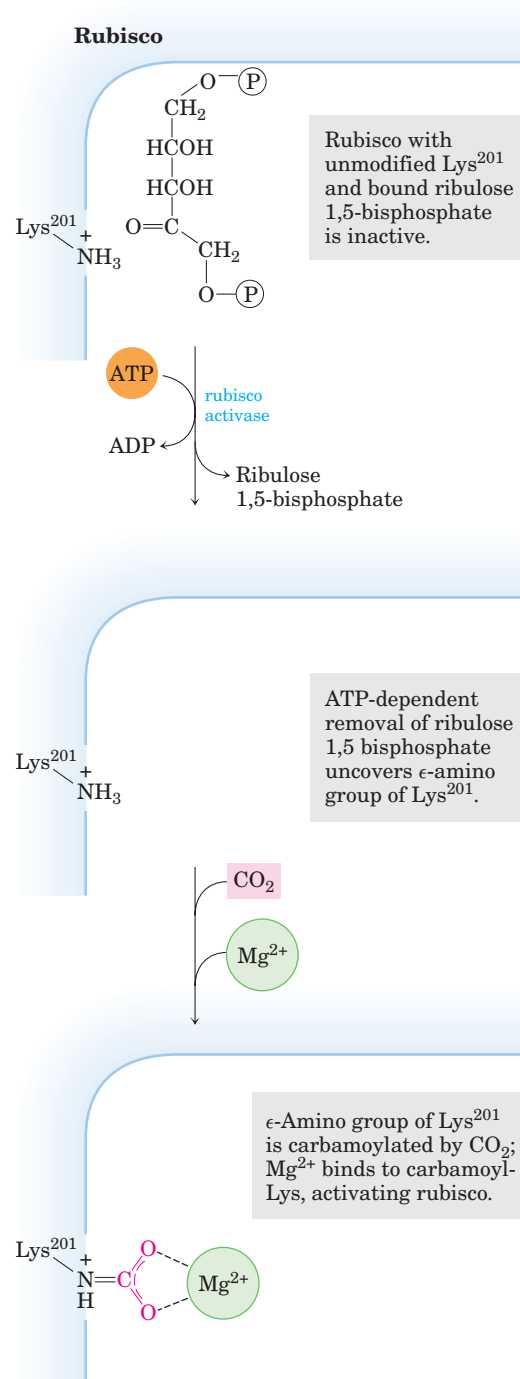 Rubisco
O—P
CH₂
HCOH
HCOH
O=C
CH₂
O—P
Lys²⁰¹
+
NH₃
Rubisco with
unmodified Lys²⁰¹
and bound ribulose
1,5-bisphosphate
is inactive.
ATP
rubisco
activase
ADP
Ribulose
1,5-bisphosphate
Lys²⁰¹
+
NH₃
ATP-dependent
removal of ribulose
1,5 bisphosphate
uncovers ϵ-amino
group of Lys²⁰¹.
CO₂
Mg²⁺
ϵ-Amino group of Lys²⁰¹
is carbamoylated by CO₂;
Mg²⁺ binds to carbamoyl-
Lys, activating rubisco.
Lys²⁰¹
+
N=C
H
O
O
Mg²⁺